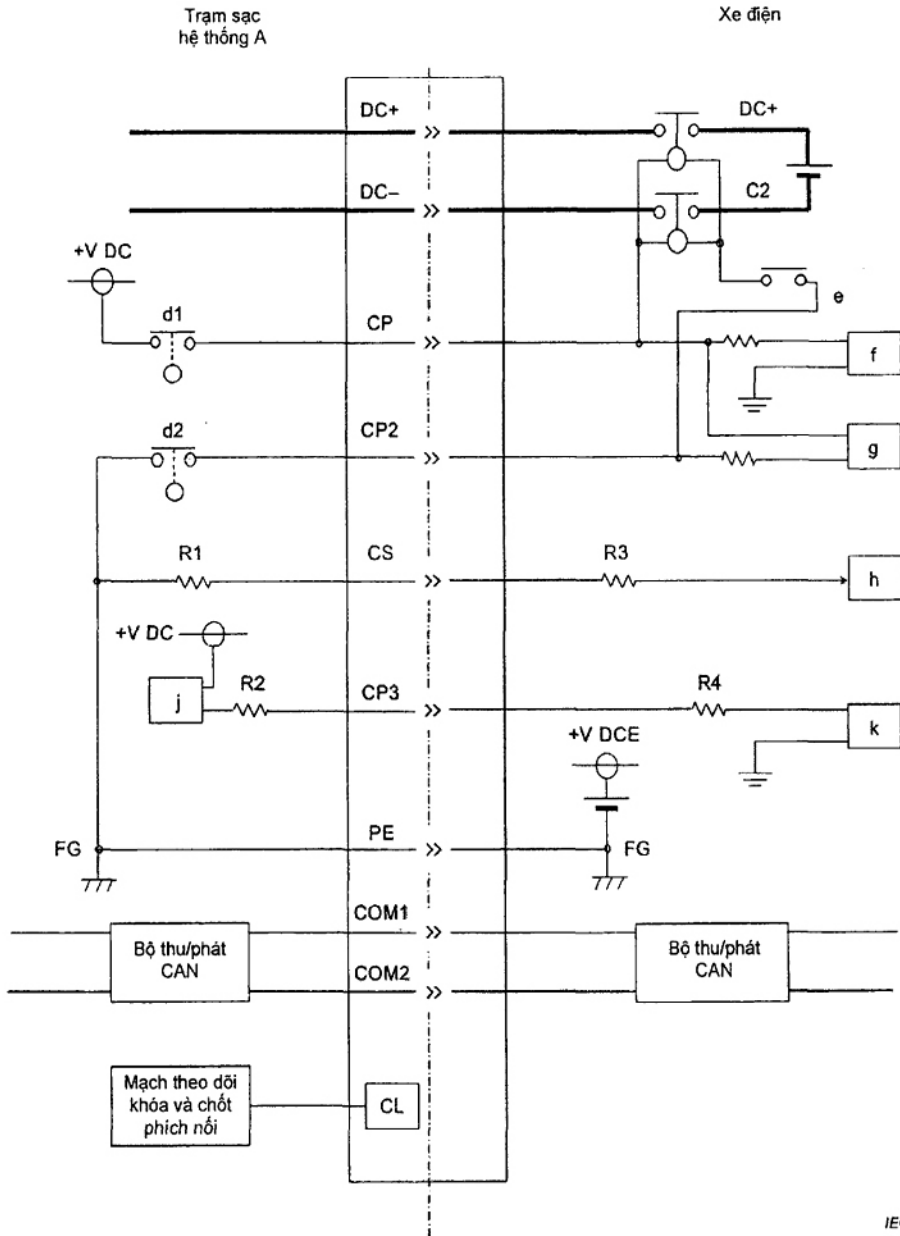 Trạm sạc
hệ thống A
Xe điện
DC+
DC+
DC–
C2
+V DC
d1
CP
e
f
d2
CP2
g
R1
CS
R3
h
+V DC
j
R2
CP3
R4
k
+V DCE
FG
PE
FG
COM1
Bộ thu/phát
CAN
COM2
Bộ thu/phát
CAN
Mạch theo dõi
khóa và chốt
phích nối
CL